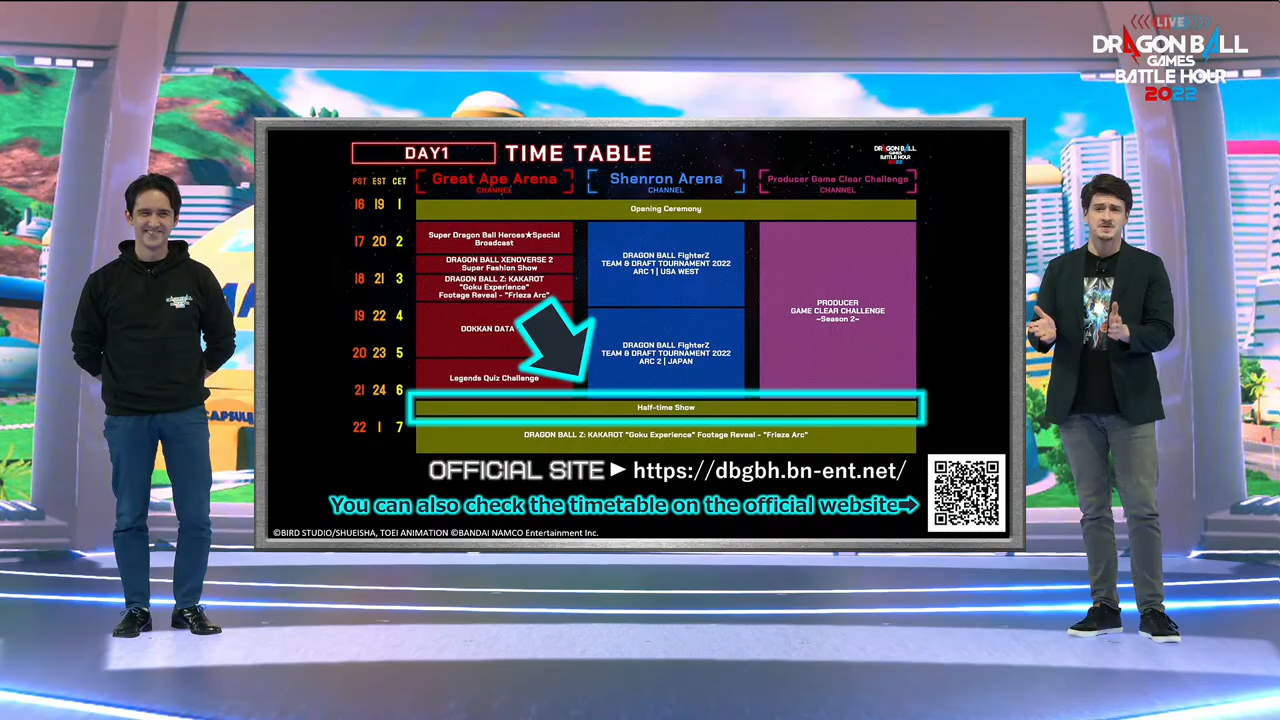 LIVE
DRAGON BALL
GAMES
BATTLE HOUR
2022
DAY1
TIME TABLE
DRAGON BALL
GAMES
BATTLE HOUR
2022
PST EST CET
Great Ape Arena
CHANNEL
Shenron Arena
CHANNEL
Producer Game Clear Challenge
CHANNEL
16 19 1
Opening Ceremony
17 20 2
Super Dragon Ball Heroes★Special
Broadcast
DRAGON BALL XENOVERSE 2
Super Fashion Show
18 21 3
DRAGON BALL Z: KAKAROT
"Goku Experience"
Footage Reveal - "Frieza Arc"
19 22 4
DOKKAN DATA
20 23 5
Legends Quiz Challenge
21 24 6
DRAGON BALL FighterZ
TEAM & DRAFT TOURNAMENT 2022
ARC 1 | USA WEST
DRAGON BALL FighterZ
TEAM & DRAFT TOURNAMENT 2022
ARC 2 | JAPAN
PRODUCER
GAME CLEAR CHALLENGE
~Season 2~
Half-time Show
22 1 7
DRAGON BALL Z: KAKAROT "Goku Experience" Footage Reveal - "Frieza Arc"
OFFICIAL SITE ▶ https://dbgbh.bn-ent.net/
You can also check the timetable on the official website➡
©BIRD STUDIO/SHUEISHA, TOEI ANIMATION ©BANDAI NAMCO Entertainment Inc.
CAPSULE